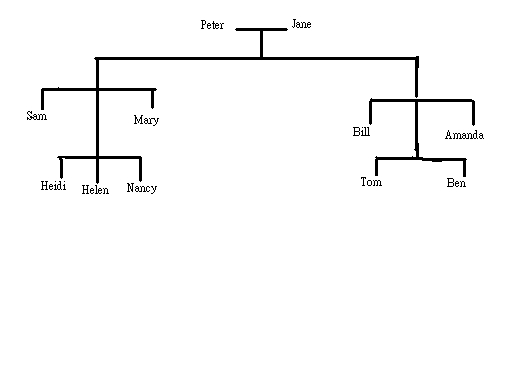 Peter Jane
Sam Mary Bill Amanda
Heidi Helen Nancy Tom Ben